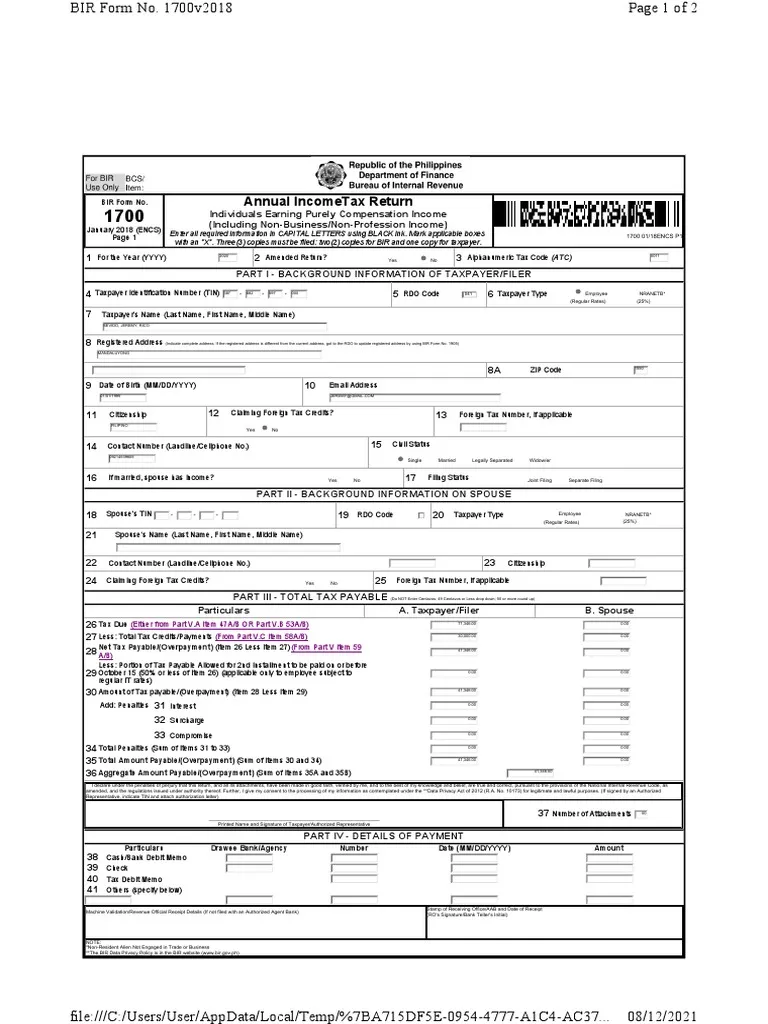 BIR Form No. 1700v2018 Page 1 of 2
Republic of the Philippines
For BIR BCS/ Department of Finance
Use Only Item: Bureau of Internal Revenue
BIR Form No. Annual IncomeTax Return
1700 Individuals Earning Purely Compensation Income
January 2018 (ENCS) (Including Non-Business/Non-Profession Income)
Page 1 Enter all required information in CAPITAL LETTERS using BLACK ink. Mark applicable boxes
with an "X". Three(3) copies must be filed: two(2) copies for BIR and one copy for taxpayer. 1700 01/18ENCS P1
1 For the Year (YYYY) 2 Amended Return? Yes No 3 Alphanumeric Tax Code (ATC)
PART I - BACKGROUND INFORMATION OF TAXPAYER/FILER
4 Taxpayer Identification Number (TIN) - - - 5 RDO Code 6 Taxpayer Type Employee NRANETB*
(Regular Rates) (25%)
7 Taxpayer's Name (Last Name, First Name, Middle Name)
8 Registered Address (Indicate complete address. If the registered address is different from the current address, got to the RDO to update registered address by using BIR Form No. 1905)
MANDALUYONG
8A ZIP Code
9 Date of Birth (MM/DD/YYYY) 10 Email Address
11 Citizenship 12 Claiming Foreign Tax Credits? 13 Foreign Tax Number, if applicable
FILIPINO Yes No
14 Contact Number (Landline/Cellphone No.) 15 Civil Status
Single Married Legally Separated Widow/er
16 If married, spouse has income? Yes No 17 Filing Status Joint Filing Separate Filing
PART II - BACKGROUND INFORMATION ON SPOUSE
18 Spouse's TIN - - - 19 RDO Code 20 Taxpayer Type Employee NRANETB*
(Regular Rates) (25%)
21 Spouse's Name (Last Name, First Name, Middle Name)
22 Contact Number (Landline/Cellphone No.) 23 Citizenship
24 Claiming Foreign Tax Credits? Yes No 25 Foreign Tax Number, if applicable
PART III - TOTAL TAX PAYABLE (Do NOT Enter Centavos; 49 Centavos or Less drop down; 50 or more round up)
Particulars A. Taxpayer/Filer B. Spouse
26 Tax Due (Either from Part V.A Item 47A/B OR Part V.B 53A/B) 0.00
27 Less: Total Tax Credits/Payments (From Part V.C Item 58A/B) 0.00
28 Net Tax Payable/(Overpayment) (Item 26 Less Item 27) (From Part V Item 59
A/B) 0.00
Less: Portion of Tax Payable Allowed for 2nd Installment to be paid on or before
29 October 15 (50% or less of Item 26) (applicable only to employee subject to 0.00 0.00
regular IT rates)
30 Amount of Tax payable/(Overpayment) (Item 28 Less Item 29) 0.00
Add: Penalties 31 Interest 0.00 0.00
32 Surcharge 0.00 0.00
33 Compromise 0.00 0.00
34 Total Penalties (Sum of Items 31 to 33) 0.00 0.00
35 Total Amount Payable/(Overpayment) (Sum of Items 30 and 34) 0.00
36 Aggregate Amount Payable/(Overpayment) (Sum of Items 35A and 35B)
I declare under the penalties of perjury that this return, and all its attachments, have been made in good faith, verified by me, and to the best of my knowledge and belief, are true and correct, pursuant to the provisions of the National Internal Revenue Code, as
amended, and the regulations issued under authority thereof. Further, I give my consent to the processing of my information as contemplated under the **Data Privacy Act of 2012 (R.A. No. 10173) for legitimate and lawful purposes. (If signed by an Authorized
Representative, indicate TIN and attach authorization letter)
37 Number of Attachments
Printed Name and Signature of Taxpayer/Authorized Representative
PART IV - DETAILS OF PAYMENT
Particulars Drawee Bank/Agency Number Date (MM/DD/YYYY) Amount
38 Cash/Bank Debit Memo
39 Check
40 Tax Debit Memo
41 Others (specify below)
Machine Validation/Revenue Official Receipt Details (if not filed with an Authorized Agent Bank) Stamp of Receiving Office/AAB and Date of Receipt
(RO's Signature/Bank Teller's Initial)
NOTE:
*Non-Resident Alien Not Engaged in Trade or Business
**The BIR Data Privacy Policy is in the BIR website (www.bir.gov.ph)
file:///C:/Users/User/AppData/Local/Temp/%7BA715DF5E-0954-4777-A1C4-AC37... 08/12/2021